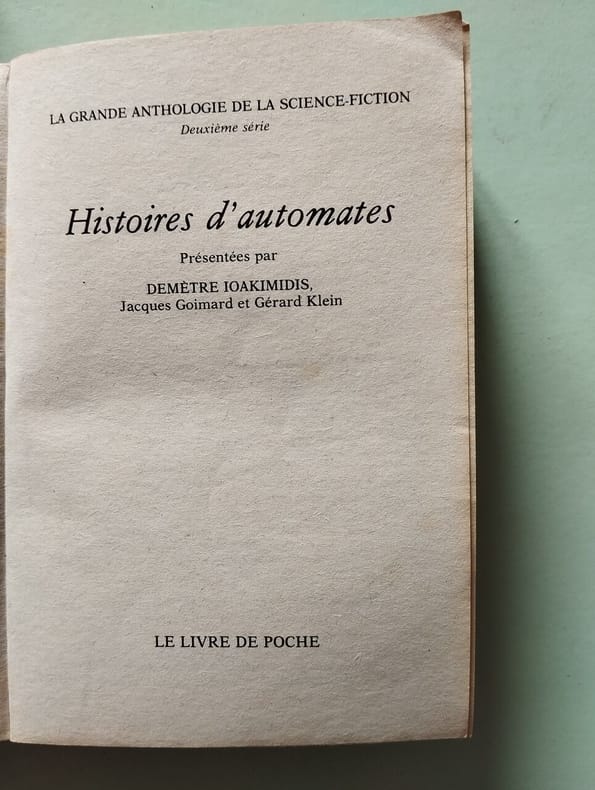 LA GRANDE ANTHOLOGIE DE LA SCIENCE-FICTION
Deuxième série
Histoires d'automates
Présentées par
DEMÈTRE IOAKIMIDIS,
Jacques Goimard et Gérard Klein
LE LIVRE DE POCHE